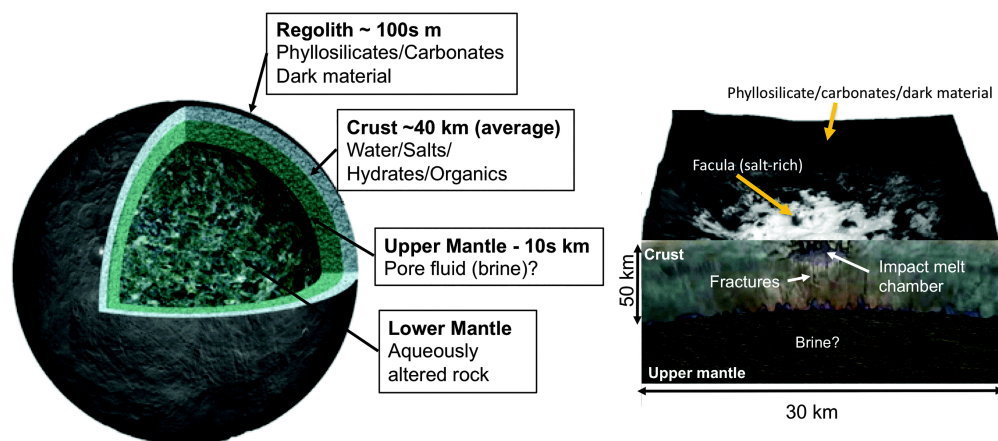 Regolith ~ 100s m
Phyllosilicates/Carbonates
Dark material
Crust ~40 km (average)
Water/Salts/
Hydrates/Organics
Upper Mantle - 10s km
Pore fluid (brine)?
Lower Mantle
Aqueously
altered rock
Phyllosilicate/carbonates/dark material
Facula (salt-rich)
Crust
50 km
Fractures
Impact melt
chamber
Brine?
Upper mantle
30 km